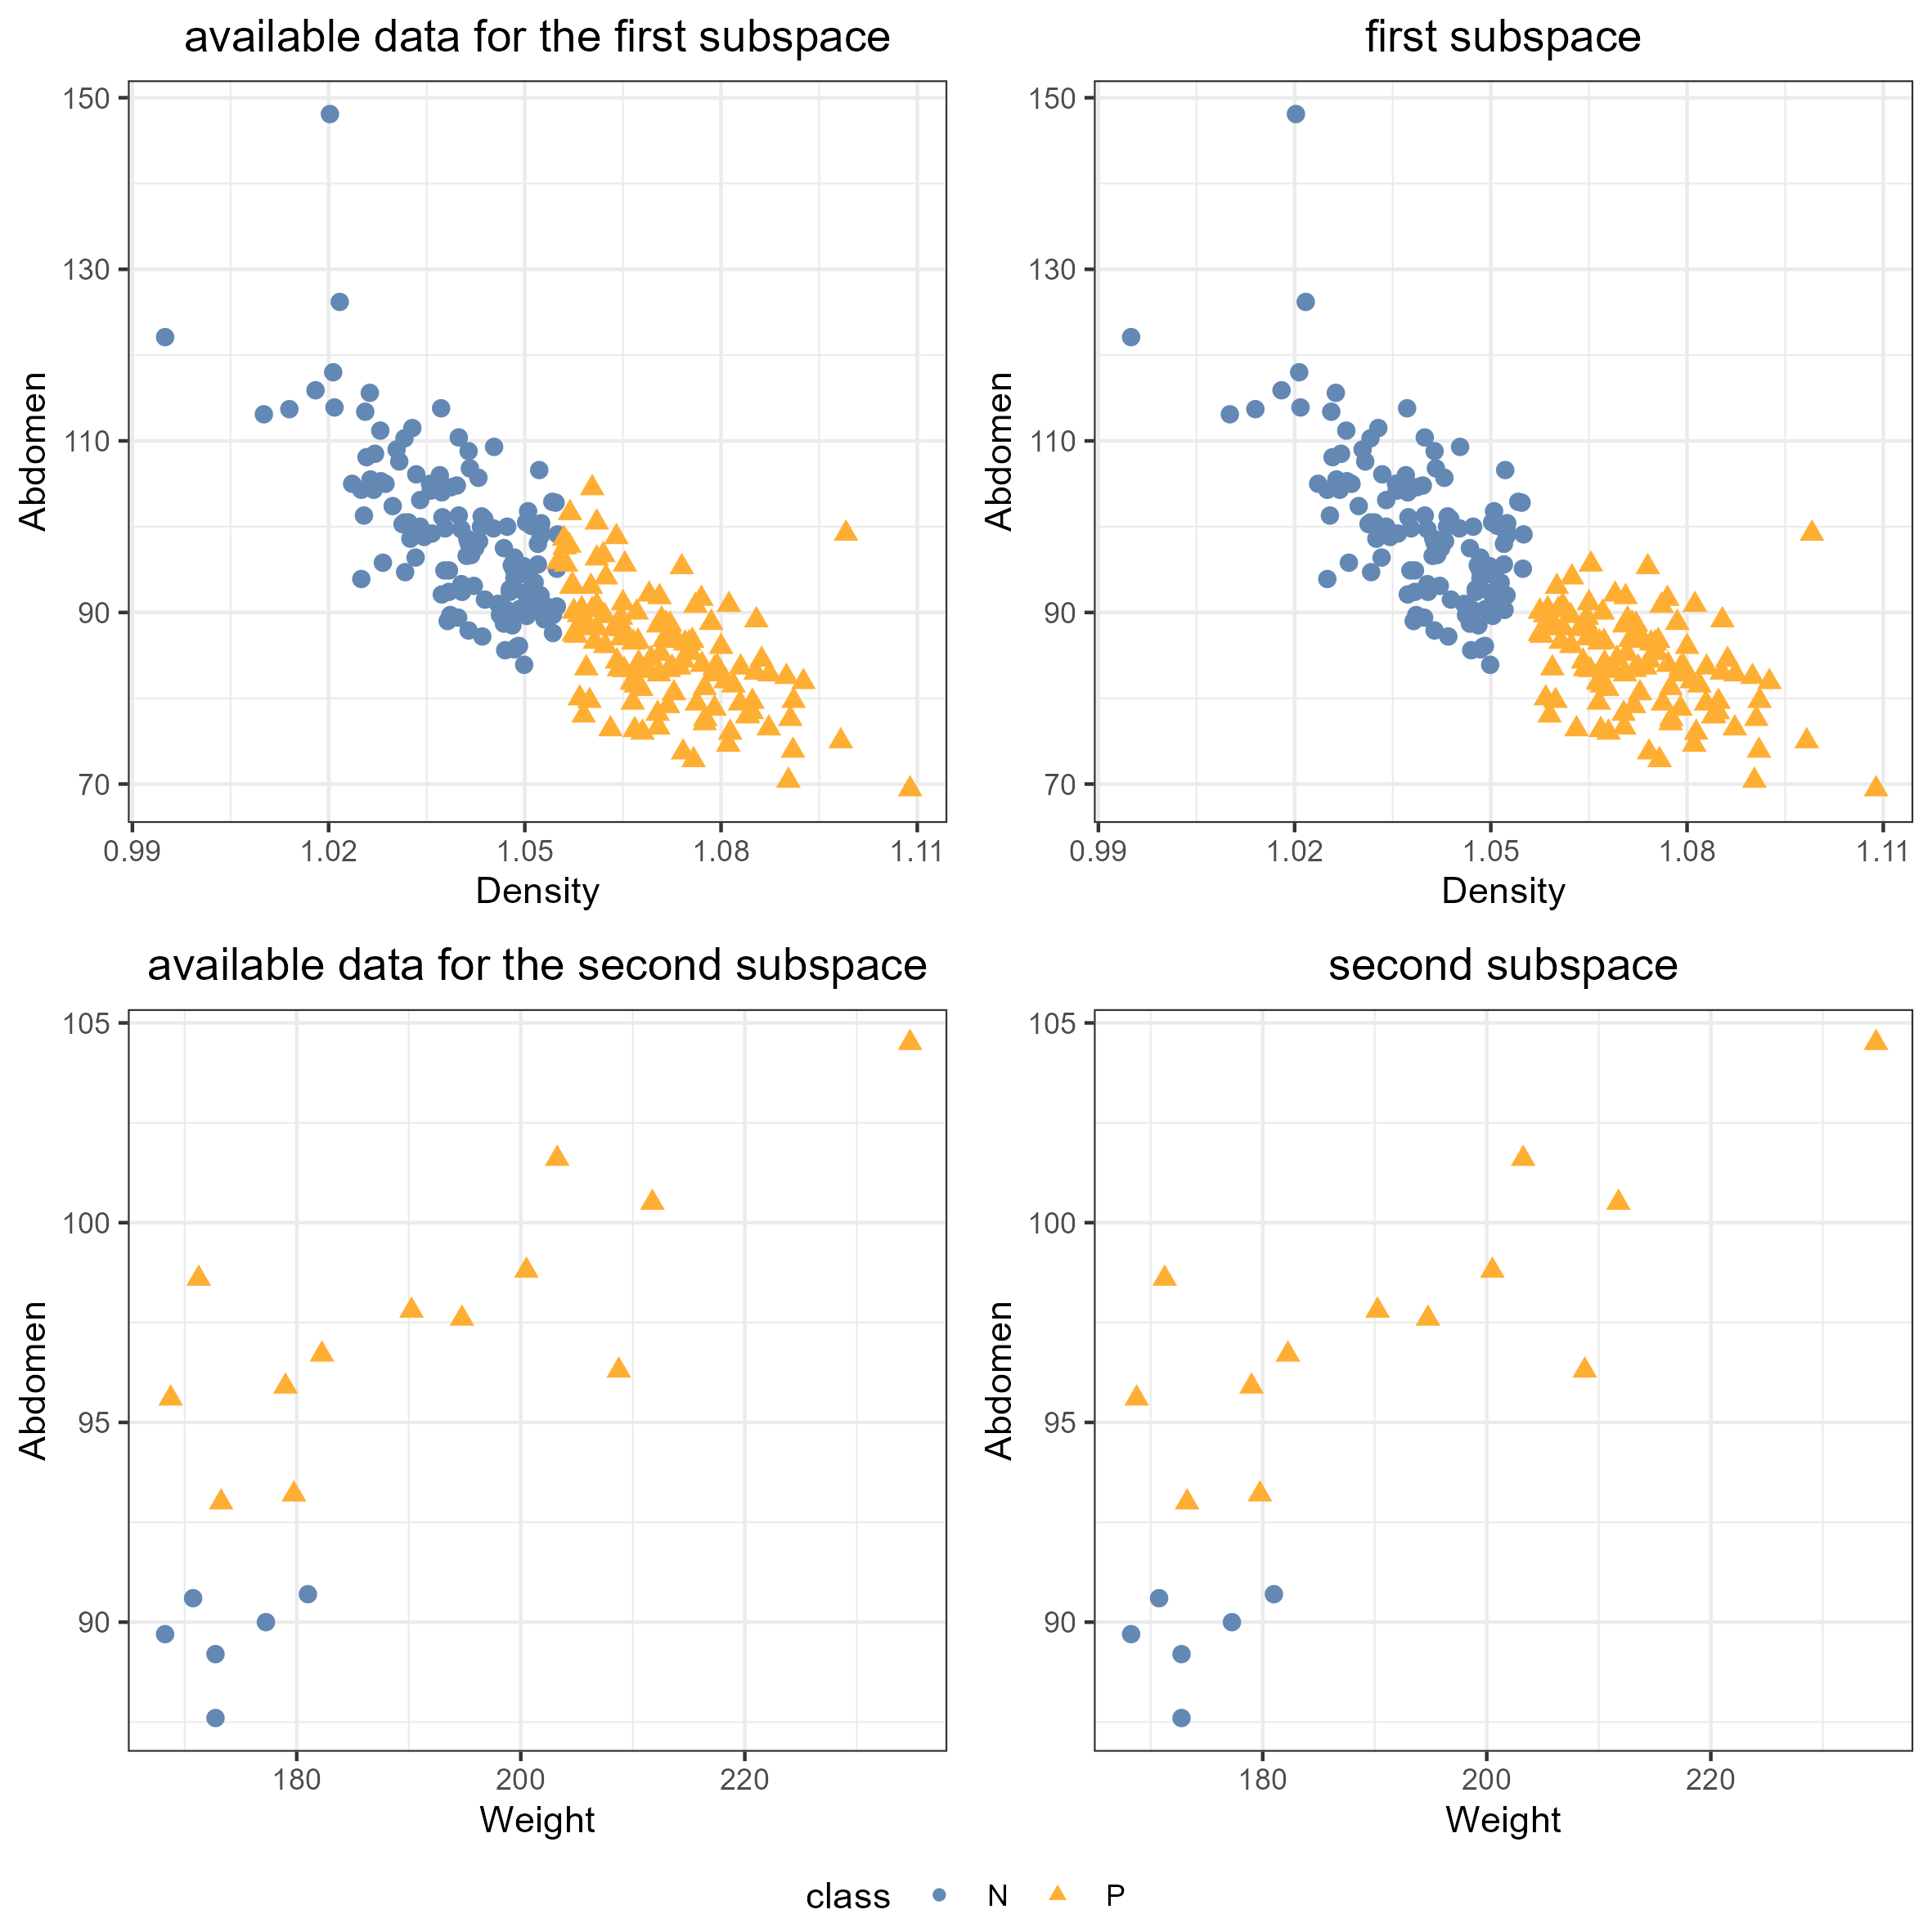 available data for the first subspace
first subspace
150
130
110
90
70
Abdomen
0.99 1.02 1.05 1.08 1.11
Density
150
130
110
90
70
Abdomen
0.99 1.02 1.05 1.08 1.11
Density
available data for the second subspace
second subspace
105
100
95
90
Abdomen
180 200 220
Weight
105
100
95
90
Abdomen
180 200 220
Weight
class N P